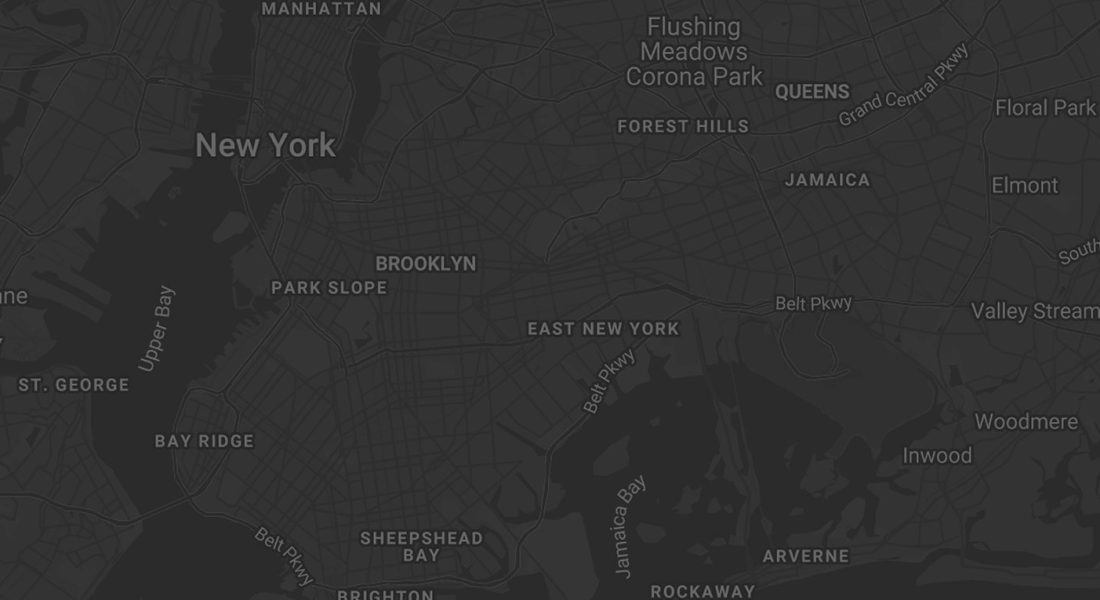 MANHATTAN
Flushing
Meadows
Corona Park
QUEENS
Grand Central Pkwy
Floral Park
FOREST HILLS
New York
JAMAICA
Elmont
South
BROOKLYN
PARK SLOPE
nne
Upper Bay
Belt Pkwy
Valley Stream
EAST NEW YORK
Belt Pkwy
ST. GEORGE
Woodmere
BAY RIDGE
Inwood
Jamaica Bay
Belt Pkwy
SHEEPSHEAD
BAY
ARVERNE
ROCKAWAY
BRIGHTON